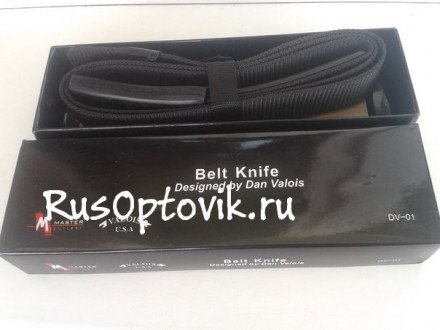 Belt Knife
Designed by Dan Valois
RusOptovik.ru
M MASTER CUTLERY
VALOIS
U.S.A
DV-01
Belt Knife
Designed by Dan Valois